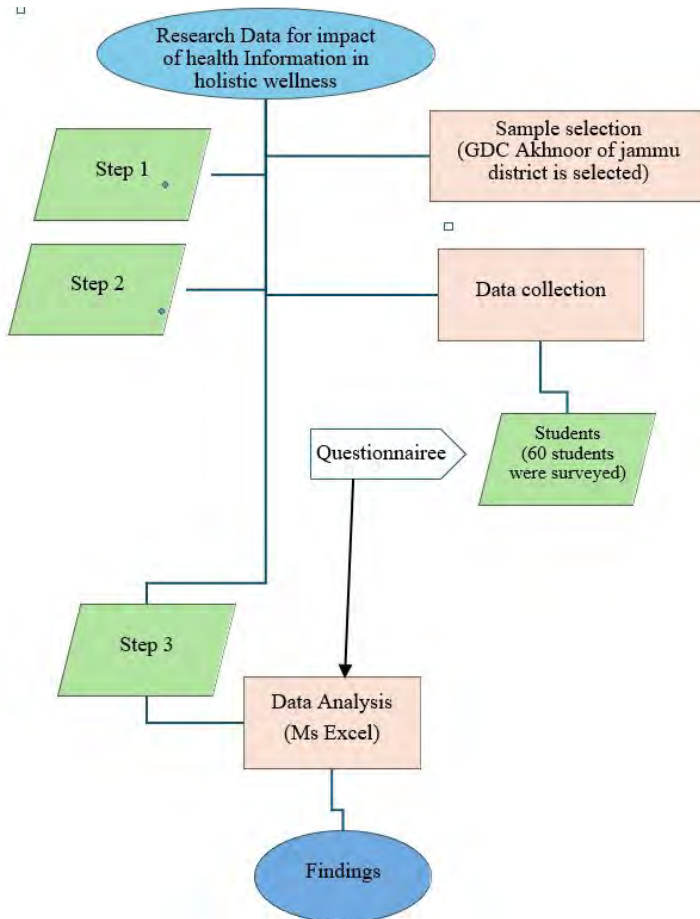 Research Data for impact
of health Information in
holistic wellness
Sample selection
(GDC Akhnoor of jammu
district is selected)
Step 1
Step 2
Data collection
Students
(60 students
were surveyed)
Questionnairee
Step 3
Data Analysis
(Ms Excel)
Findings